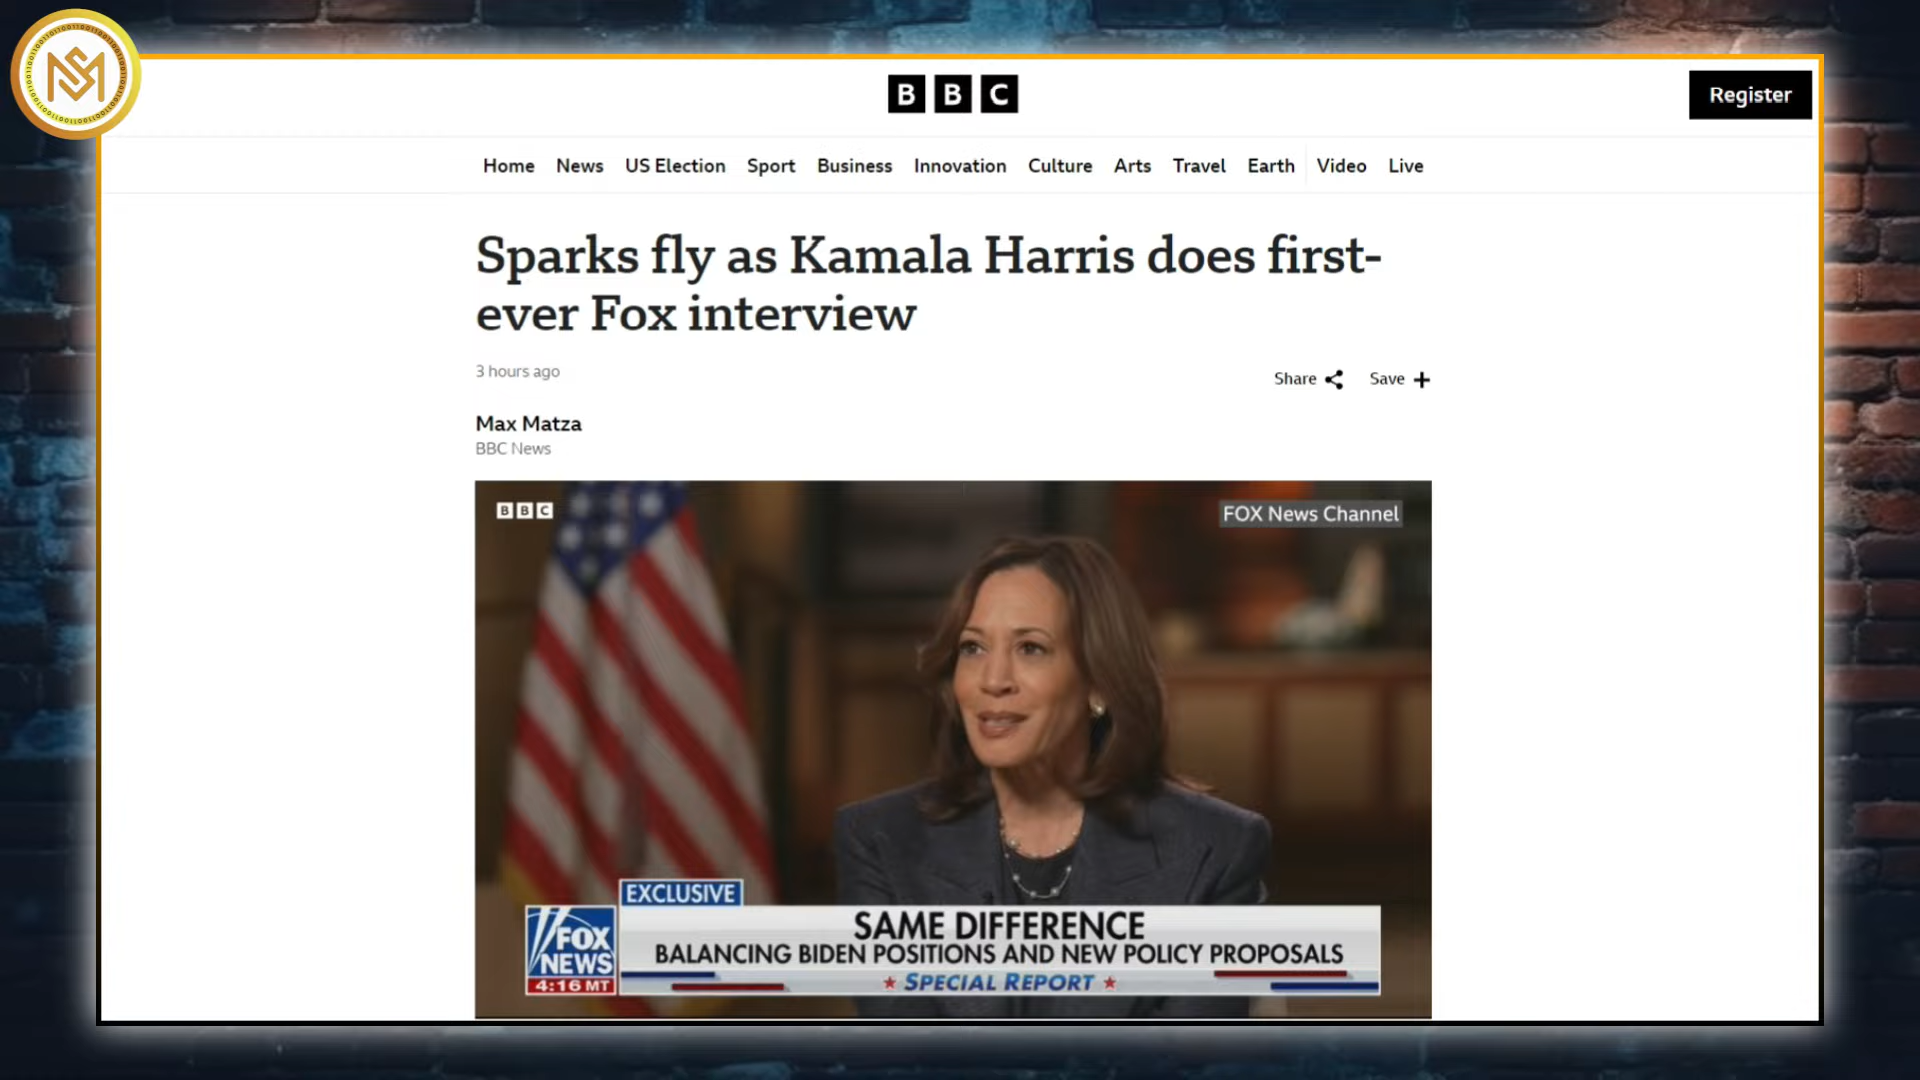 BBC
Register
Home News US Election Sport Business Innovation Culture Arts Travel Earth Video Live
Sparks fly as Kamala Harris does first-
ever Fox interview
3 hours ago
Share Save
Max Matza
BBC News
BBC
FOX News Channel
EXCLUSIVE
FOX
NEWS
4:16 MT
SAME DIFFERENCE
BALANCING BIDEN POSITIONS AND NEW POLICY PROPOSALS
SPECIAL REPORT